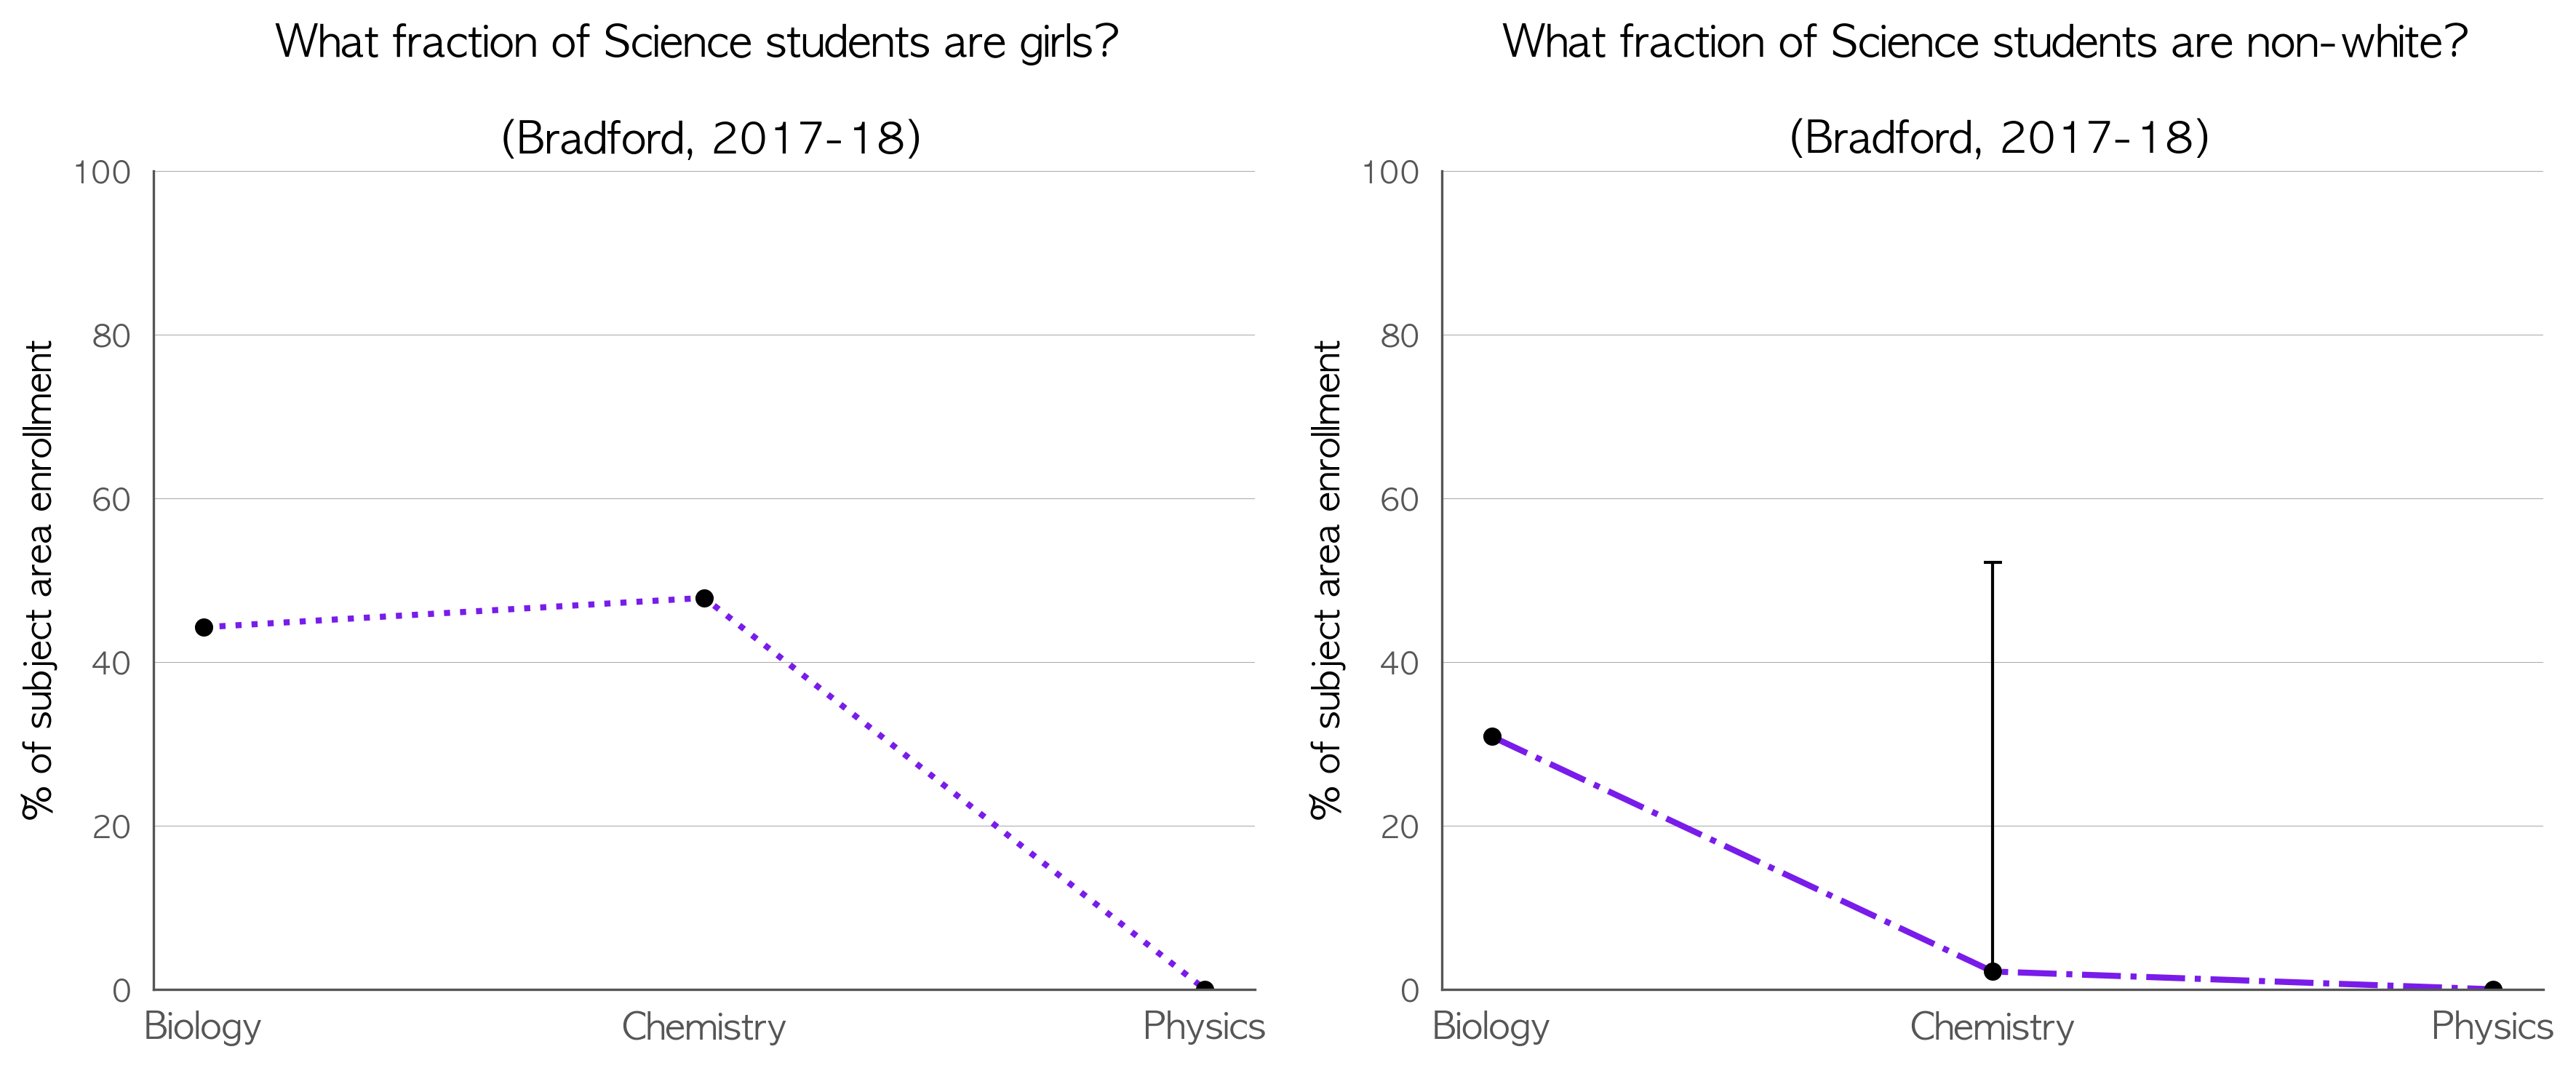 What fraction of Science students are girls?
(Bradford, 2017-18)
% of subject area enrollment
100
80
60
40
20
0
Biology
Chemistry
Physics
What fraction of Science students are non-white?
(Bradford, 2017-18)
% of subject area enrollment
100
80
60
40
20
0
Biology
Chemistry
Physics